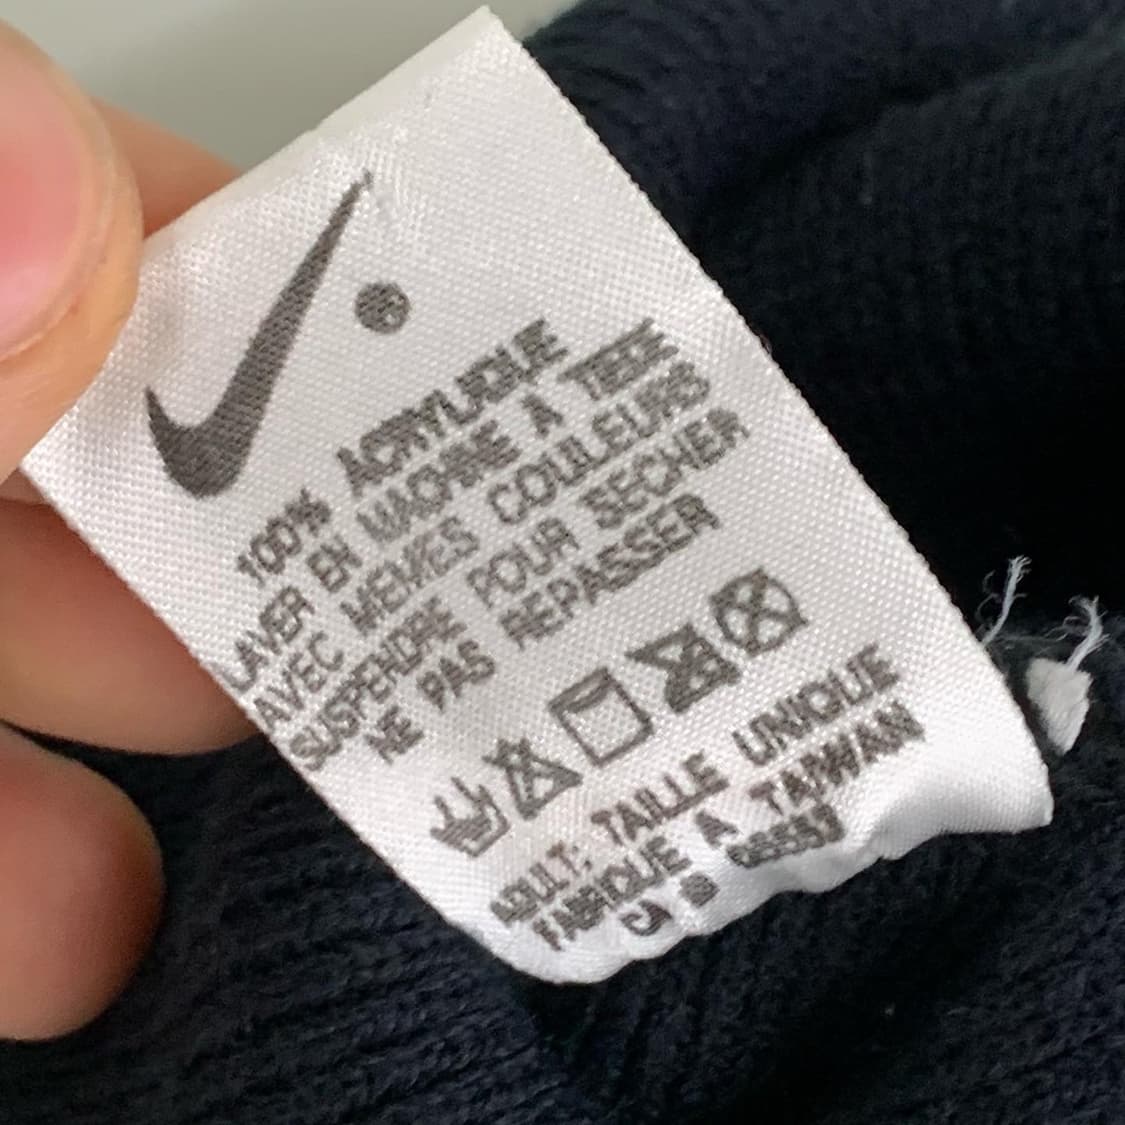 ®
100% ACRYLIQUE
LAVER EN MACHINE À TIEDE
AVEC MEMES COULEURS
SUSPENDRE POUR SECHER
NE PAS REPASSER
ADULT: TAILLE UNIQUE
FABRIQUE A TAIWAN
CA